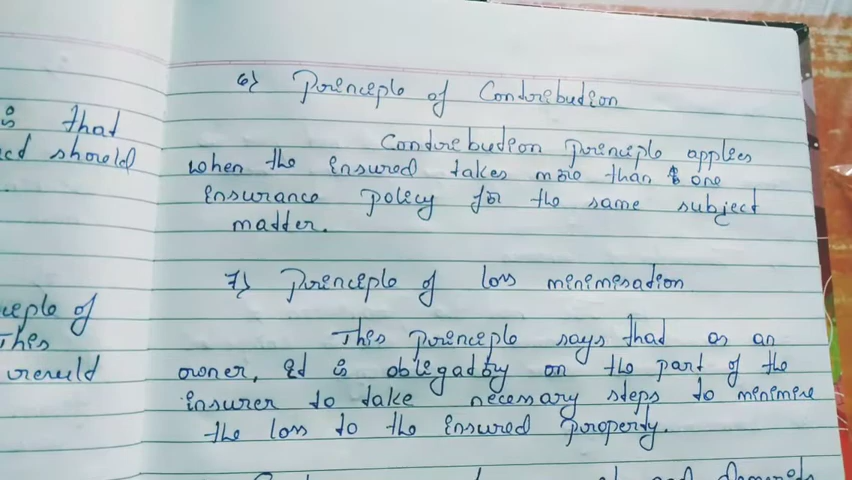 is that
ed should
6) Principle of Contribution
Contribution principle applies
when the insured takes more than one
insurance policy for the same subject
matter.
7) Principle of loss minimisation
ciple of
This
This principle says that as an
owner, it is obligatory on the part of the
insurer to take necessary steps to minimise
the loss to the insured property.